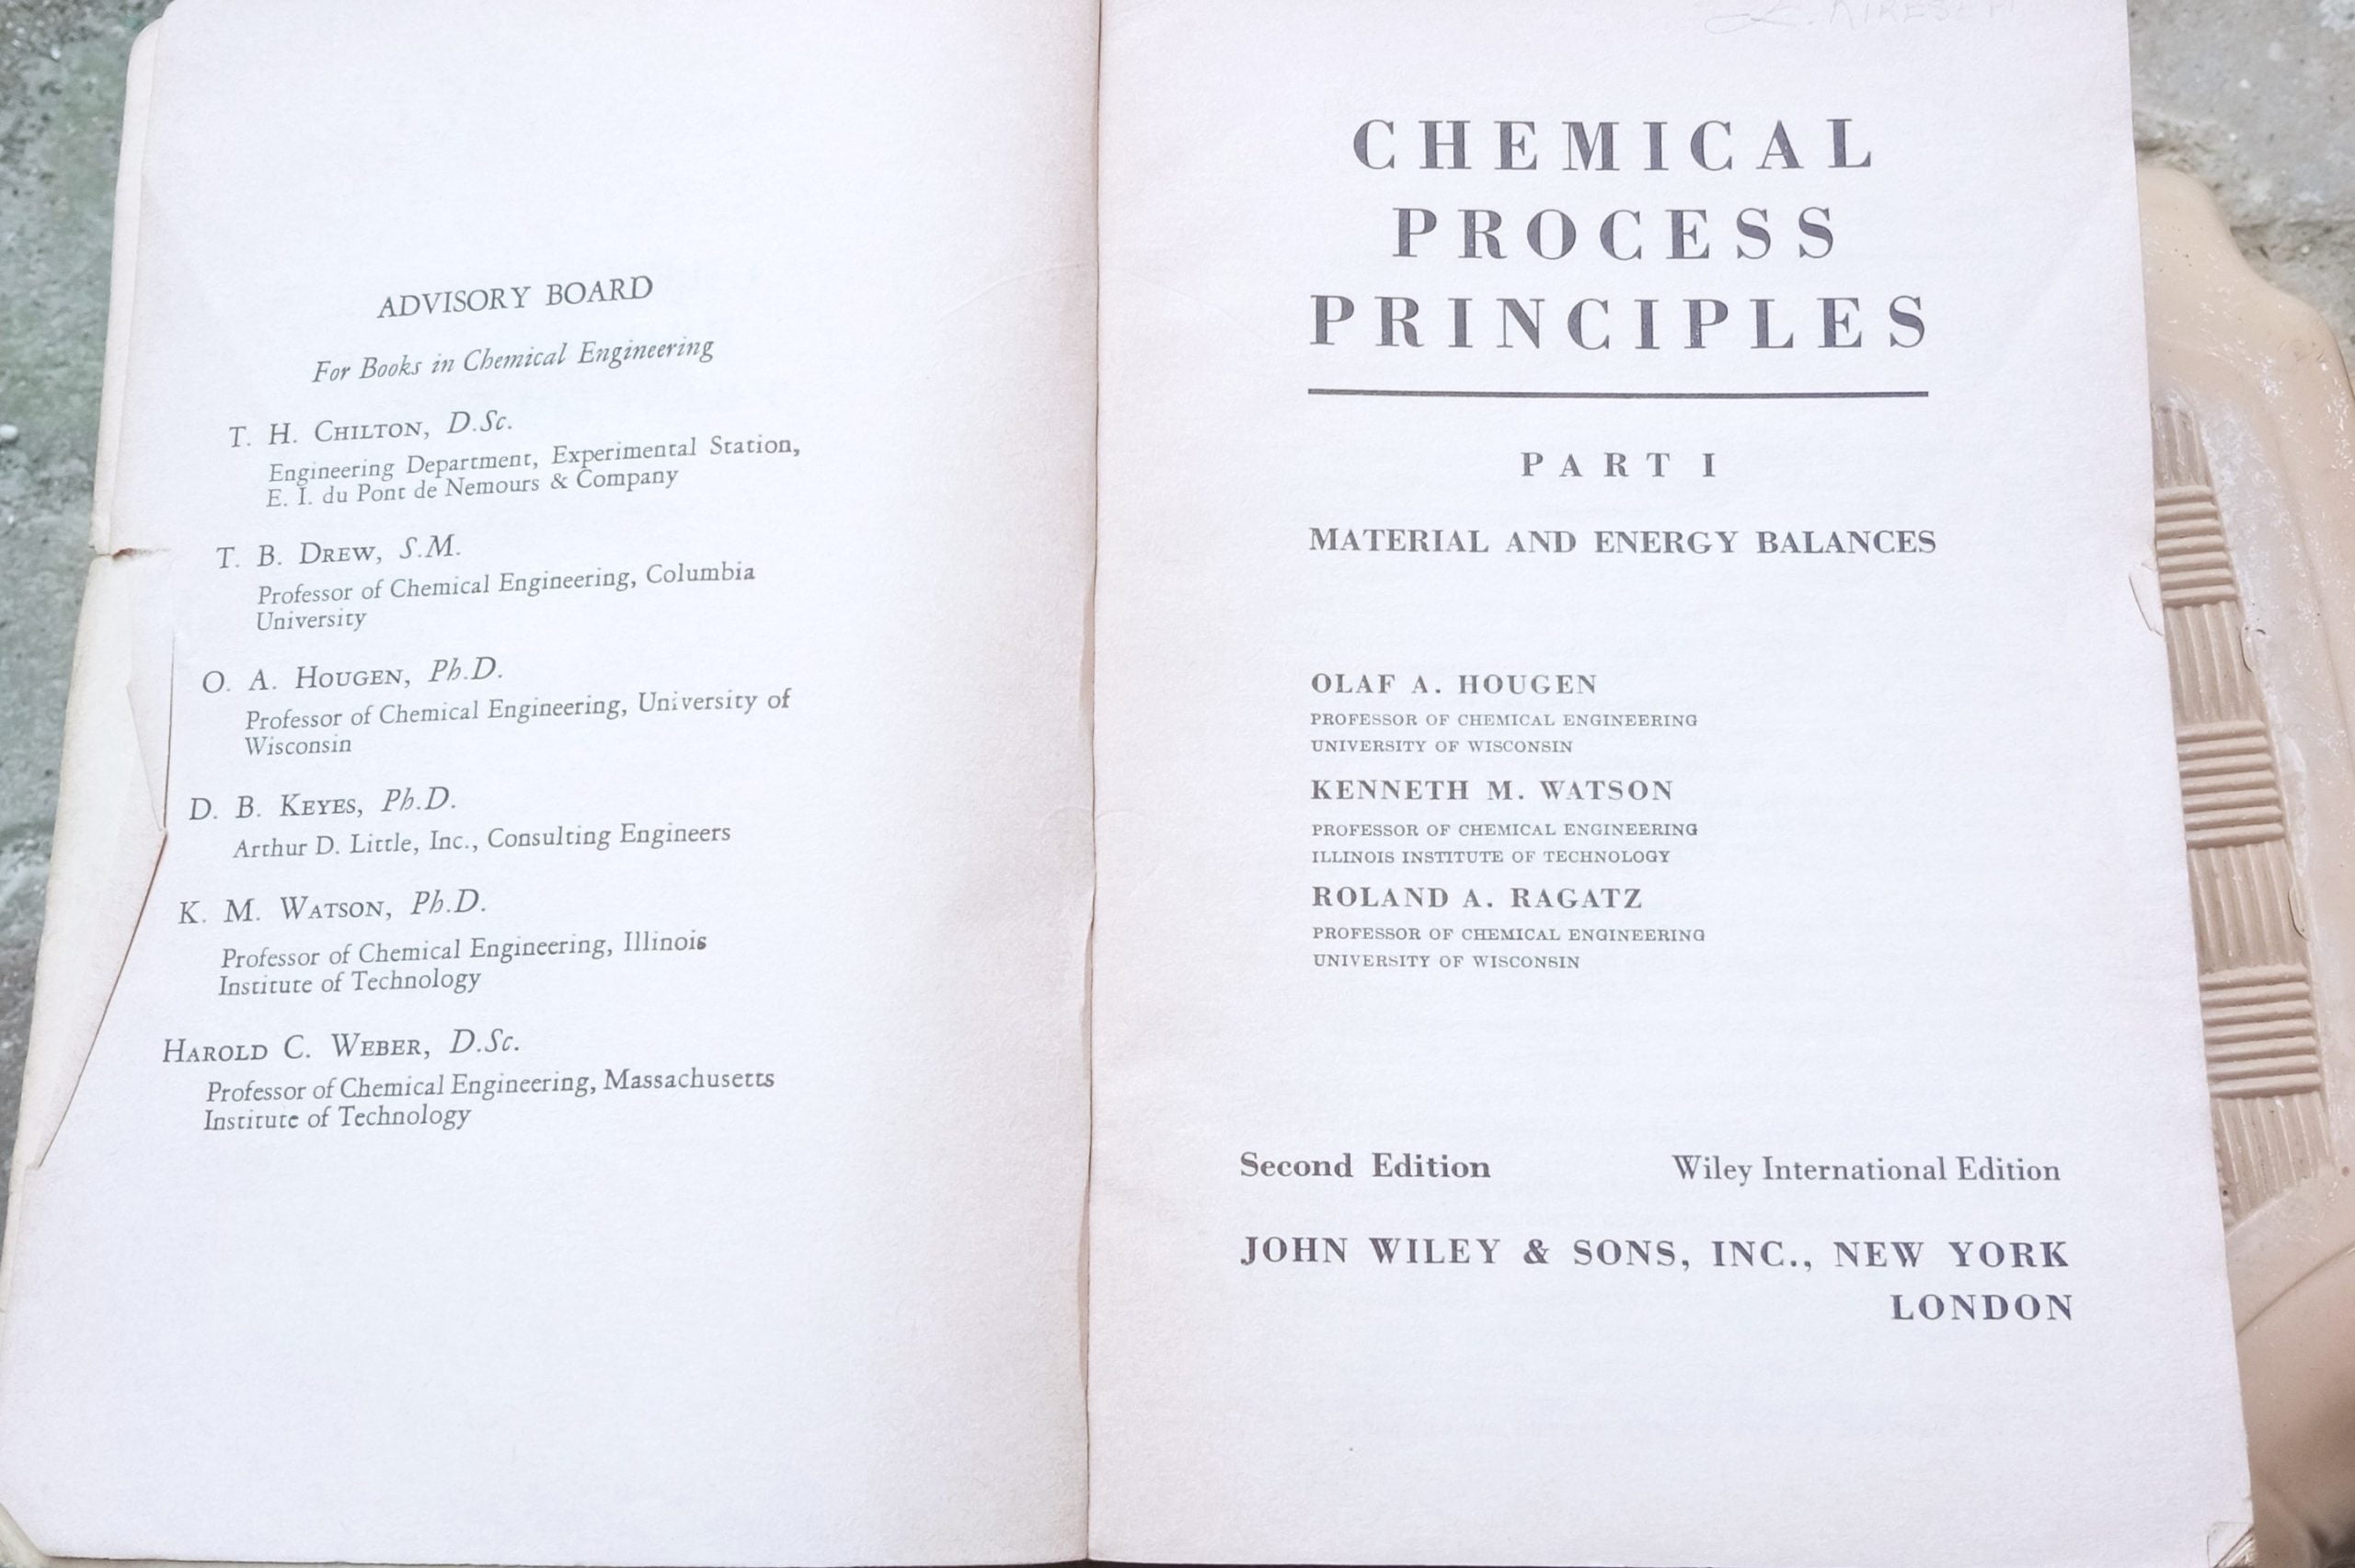 ADVISORY BOARD
For Books in Chemical Engineering
T. H. CHILTON, D.Sc.
Engineering Department, Experimental Station,
E. I. du Pont de Nemours & Company
T. B. DREW, S.M.
Professor of Chemical Engineering, Columbia
University
O. A. HOUGEN, Ph.D.
Professor of Chemical Engineering, University of
Wisconsin
D. B. KEYES, Ph.D.
Arthur D. Little, Inc., Consulting Engineers
K. M. WATSON, Ph.D.
Professor of Chemical Engineering, Illinois
Institute of Technology
HAROLD C. WEBER, D.Sc.
Professor of Chemical Engineering, Massachusetts
Institute of Technology
CHEMICAL
PROCESS
PRINCIPLES
PART I
MATERIAL AND ENERGY BALANCES
OLAF A. HOUGEN
PROFESSOR OF CHEMICAL ENGINEERING
UNIVERSITY OF WISCONSIN
KENNETH M. WATSON
PROFESSOR OF CHEMICAL ENGINEERING
ILLINOIS INSTITUTE OF TECHNOLOGY
ROLAND A. RAGATZ
PROFESSOR OF CHEMICAL ENGINEERING
UNIVERSITY OF WISCONSIN
Second Edition Wiley International Edition
JOHN WILEY & SONS, INC., NEW YORK
LONDON